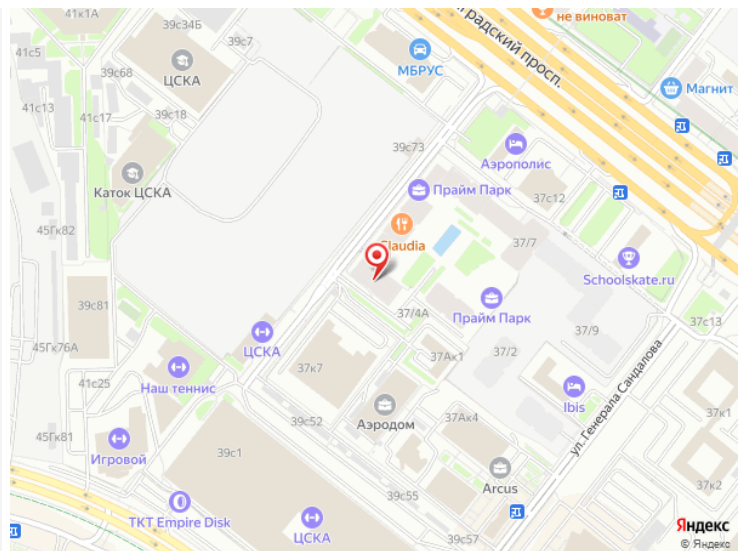 41к1А
39с34Б
39с7
градский просп.
не виноват
41с5
39с68
ЦСКА
МБРУС
Магнит
41с13
41с17
39с18
39с73
Аэрополис
Каток ЦСКА
Прайм Парк
37с12
45Гк82
Claudia
37/7
Schoolskate.ru
39с81
37/4А
Прайм Парк
37с13
45Гк76А
ЦСКА
37/9
37к7
37Ак1
37/2
Наш теннис
41с25
ул. Генерала Сандалова
Ibis
37к1
39с52
Аэродом
37Ак4
45Гк81
Игровой
39с1
37к2
Arcus
39с55
ТКТ Empire Disk
ЦСКА
39с57
Яндекс
© Яндекс